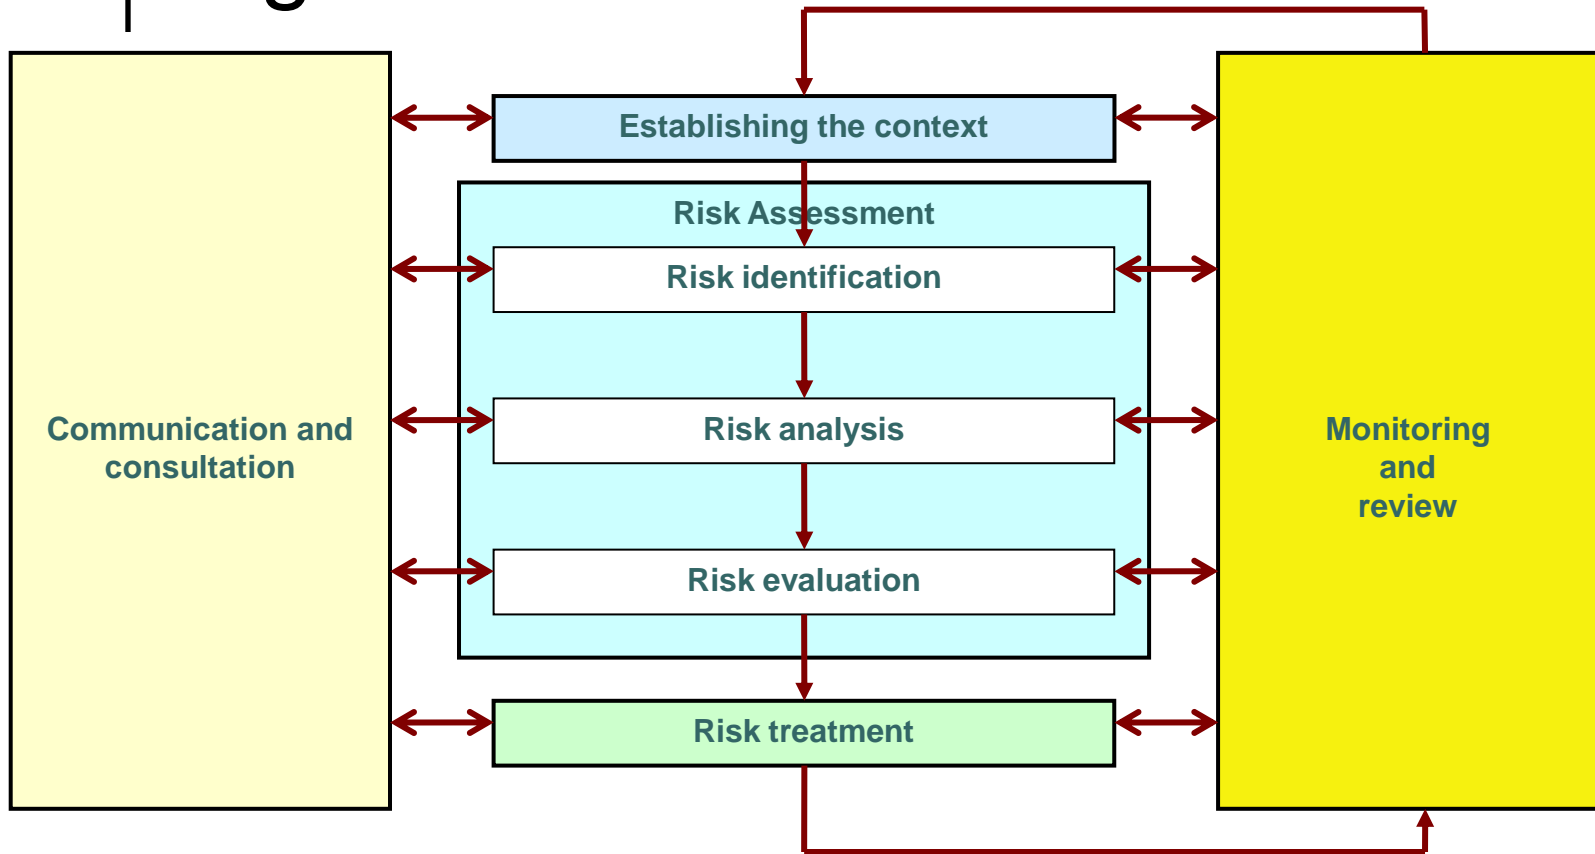 Establishing the context
Risk Assessment
Risk identification
Communication and
consultation
Risk analysis
Monitoring
and
review
Risk evaluation
Risk treatment